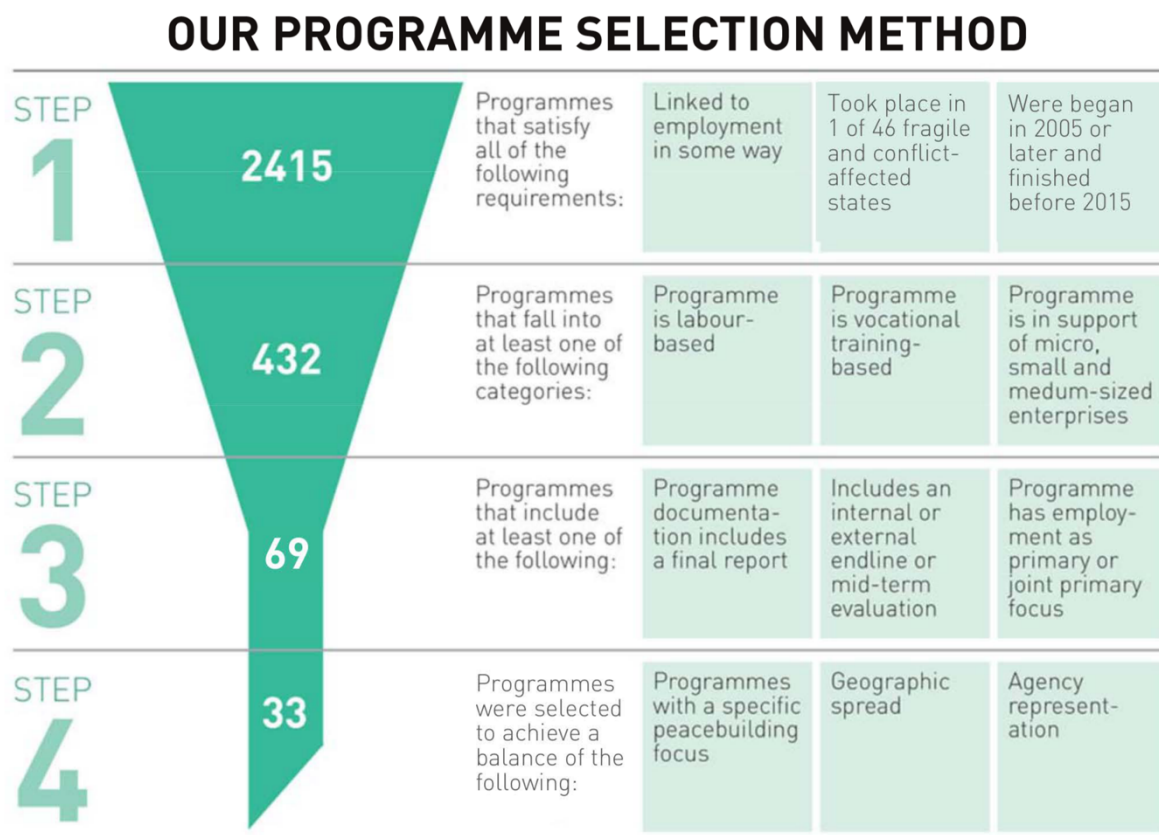 OUR PROGRAMME SELECTION METHOD
STEP
1
2415
Programmes
that satisfy
all of the
following
requirements:
Linked to
employment
in some way
Took place in
1 of 46 fragile
and conflict-
affected
states
Were began
in 2005 or
later and
finished
before 2015
STEP
2
432
Programmes
that fall into
at least one of
the following
categories:
Programme
is labour-
based
Programme
is vocational
training-
based
Programme
is in support
of micro,
small and
medum-sized
enterprises
STEP
3
69
Programmes
that include
at least one of
the following:
Programme
documenta-
tion includes
a final report
Includes an
internal or
external
endline or
mid-term
evaluation
Programme
has employ-
ment as
primary or
joint primary
focus
STEP
4
33
Programmes
were selected
to achieve a
balance of the
following:
Programmes
with a specific
peacebuilding
focus
Geographic
spread
Agency
represent-
ation